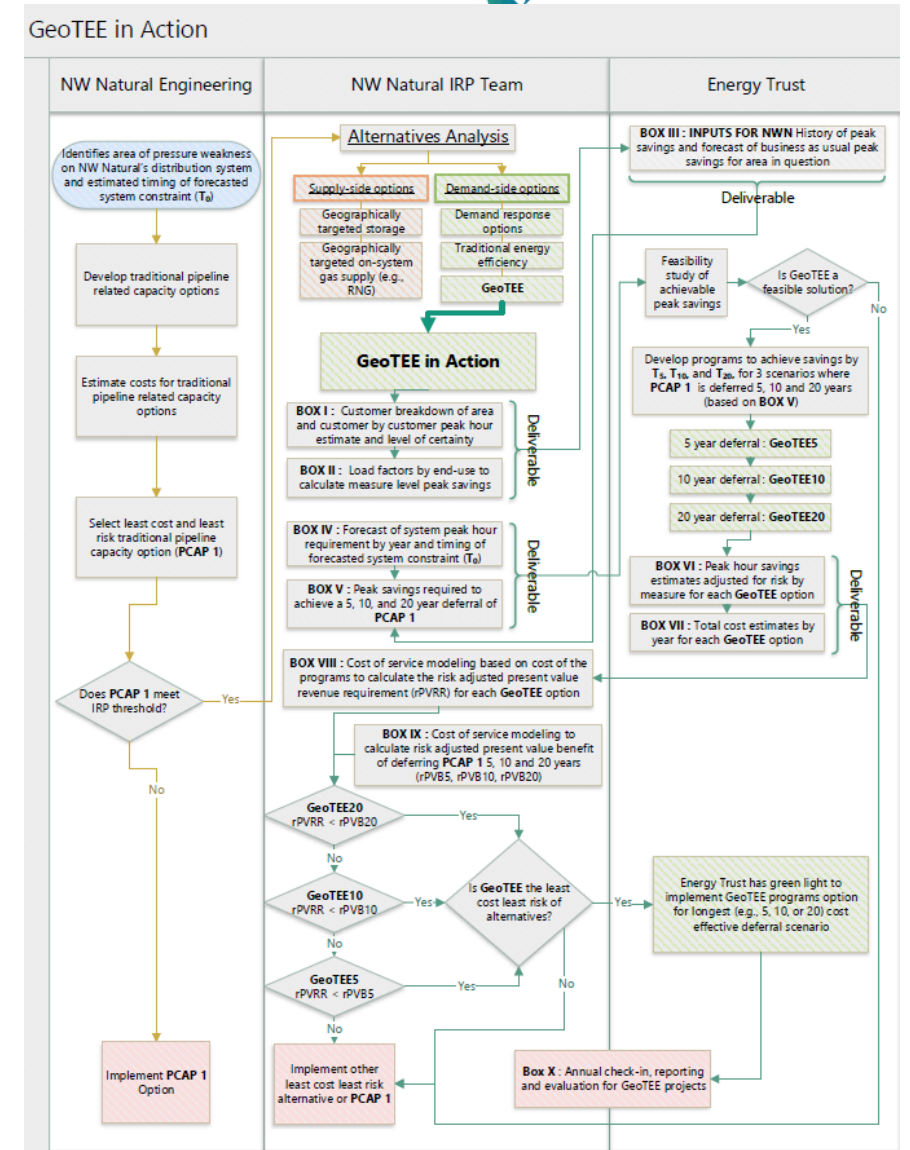 GeoTEE in Action
NW Natural Engineering
NW Natural IRP Team
Energy Trust
Identifies area of pressure weakness
on NW Natural's distribution system
and estimated timing of forecasted
system constraint (T₀)
Develop traditional pipeline
related capacity options
Estimate costs for traditional
pipeline related capacity
options
Select least cost and least
risk traditional pipeline
capacity option (PCAP 1)
Does PCAP 1 meet
IRP threshold?
Yes
No
Implement PCAP 1
Option
Alternatives Analysis
Supply-side options
Demand-side options
Geographically
targeted storage
Geographically
targeted on-system
gas supply (e.g.,
RNG)
Demand response
options
Traditional energy
efficiency
GeoTEE
GeoTEE in Action
BOX I : Customer breakdown of area
and customer by customer peak hour
estimate and level of certainty
BOX II : Load factors by end-use to
calculate measure level peak savings
Deliverable
BOX IV : Forecast of system peak hour
requirement by year and timing of
forecasted system constraint (T₀)
BOX V : Peak savings required to
achieve a 5, 10, and 20 year deferral of
PCAP 1
Deliverable
BOX VIII : Cost of service modeling based on cost of the
programs to calculate the risk adjusted present value
revenue requirement (rPVRR) for each GeoTEE option
BOX IX : Cost of service modeling to
calculate risk adjusted present value benefit
of deferring PCAP 1 5, 10 and 20 years
(rPVB5, rPVB10, rPVB20)
GeoTEE20
rPVRR < rPVB20
Yes
No
GeoTEE10
rPVRR < rPVB10
Yes
No
GeoTEE5
rPVRR < rPVB5
Yes
No
Is GeoTEE the least
cost least risk of
alternatives?
Yes
No
Implement other
least cost least risk
alternative or PCAP 1
BOX III : INPUTS FOR NWN History of peak
savings and forecast of business as usual peak
savings for area in question
Deliverable
Feasibility
study of
achievable
peak savings
Is GeoTEE a
feasible solution?
No
Yes
Develop programs to achieve savings by
T₅, T₁₀, and T₂₀, for 3 scenarios where
PCAP 1 is deferred 5, 10 and 20 years
(based on BOX V)
5 year deferral : GeoTEE5
10 year deferral : GeoTEE10
20 year deferral : GeoTEE20
BOX VI : Peak hour savings
estimates adjusted for risk by
measure for each GeoTEE option
BOX VII : Total cost estimates by
year for each GeoTEE option
Deliverable
Energy Trust has green light to
implement GeoTEE programs option
for longest (e.g., 5, 10, or 20) cost
effective deferral scenario
Box X : Annual check-in, reporting
and evaluation for GeoTEE projects